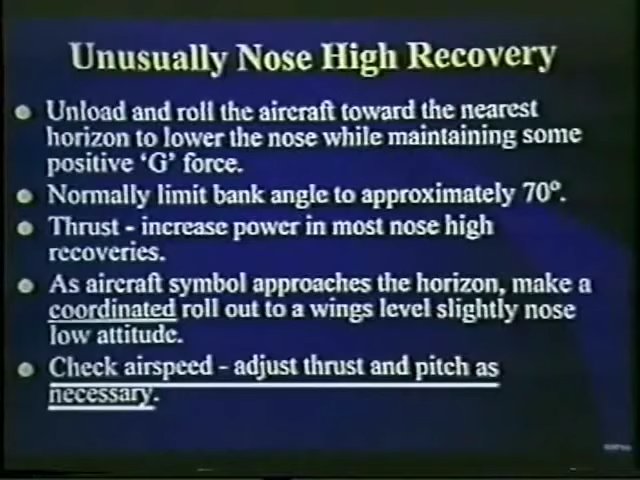 Unusually Nose High Recovery
Unload and roll the aircraft toward the nearest
horizon to lower the nose while maintaining some
positive ‘G’ force.
Normally limit bank angle to approximately 70°.
Thrust - increase power in most nose high
recoveries.
As aircraft symbol approaches the horizon, make a
coordinated roll out to a wings level slightly nose
low attitude.
Check airspeed - adjust thrust and pitch as
necessary.